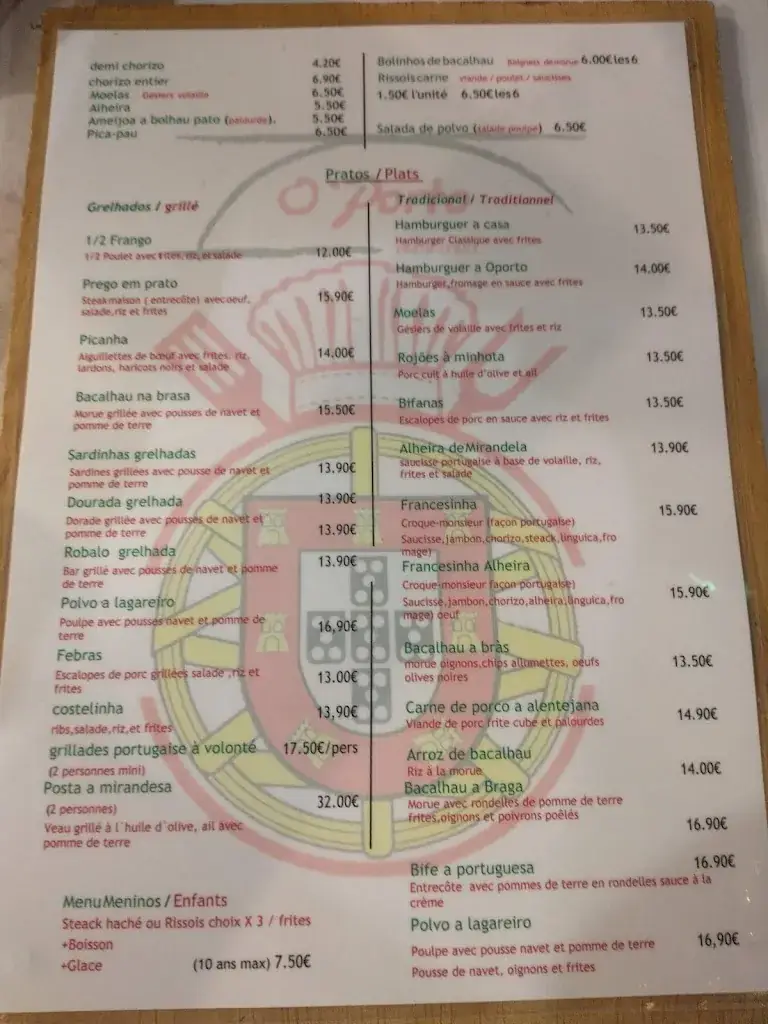 demi chorizo 4.20€
chorizo entier 6.90€
Moelas Gésiers volaille 6.50€
Alheira 5.50€
Ameijoa a bolhau pato (palourde). 5.50€
Pica-pau 6.50€
Bolinhos de bacalhau Beignets de morue 6.00€ les 6
Rissois carne viande / poulet / saucisses
1.50€ l'unité 6.50€ les 6
Salada de polvo (salade poulpe) 6.50€
Pratos / Plats
O Porto
Grelhados / grillé
1/2 Frango
1/2 Poulet avec frites, riz, et salade 12.00€
Prego em prato
Steak maison ( entrecôte) avec oeuf, 15.90€
salade, riz et frites
Picanha
Aiguillettes de bœuf avec frites, riz, 14.00€
lardons, haricots noirs et salade
Bacalhau na brasa
Morue grillée avec pousses de navet et 15.50€
pomme de terre
Sardinhas grelhadas
Sardines grillées avec pousse de navet et 13.90€
pomme de terre
Dourada grelhada 13.90€
Dorade grillée avec pousses de navet et
pomme de terre 13.90€
Robalo grelhada
Bar grillé avec pousses de navet et pomme 13.90€
de terre
Polvo a lagareiro
Poulpe avec pousses navet et pomme de 16,90€
terre
Febras
Escalopes de porc grillées salade ,riz et 13.00€
frites
costelinha
ribs,salade,riz,et frites 13,90€
grillades portugaise à volonté 17.50€/pers
(2 personnes mini)
Posta a mirandesa
(2 personnes) 32.00€
Veau grillé à l´huile d´olive, ail avec
pomme de terre
Menu Meninos / Enfants
Steack haché ou Rissois choix X 3 / frites
+Boisson
+Glace (10 ans max) 7.50€
Tradicional / Traditionnel
Hamburguer a casa 13.50€
Hamburger Classique avec frites
Hamburguer a Oporto 14.00€
Hamburger,fromage en sauce avec frites
Moelas 13.50€
Gésiers de volaille avec frites et riz
Rojões à minhota 13.50€
Porc cuit à huile d'olive et ail
Bifanas 13.50€
Escalopes de porc en sauce avec riz et frites
Alheira de Mirandela 13.90€
saucisse portugaise à base de volaille, riz,
frites et salade
Francesinha 15.90€
Croque-monsieur (façon portugaise)
Saucisse,jambon,chorizo,steack,linguica,fro
mage)
Francesinha Alheira
Croque-monsieur façon portugaise)
Saucisse,jambon,chorizo,alheira,linguica,fro 15.90€
mage) oeuf
Bacalhau a bràs
morue oignons,chips allumettes, oeufs 13.50€
olives noires
Carne de porco a alentejana
Viande de porc frite cube et palourdes 14.90€
Arroz de bacalhau
Riz à la morue 14.00€
Bacalhau a Braga
Morue avec rondelles de pomme de terre
frites,oignons et poivrons poêlés 16.90€
Bife a portuguesa 16.90€
Entrecôte avec pommes de terre en rondelles sauce à la
crème
Polvo a lagareiro
Poulpe avec pousse navet et pomme de terre 16,90€
Pousse de navet, oignons et frites